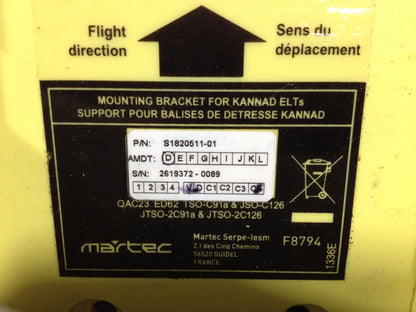 Flight direction
Sens du déplacement
MOUNTING BRACKET FOR KANNAD ELTs
SUPPORT POUR BALISES DE DETRESSE KANNAD
P/N: S1820511-01
AMDT: D E F G H I J K L
S/N: 2619372 - 0089
1 2 3 4 D C1 C2 C3
QAC23 ED62 TSO-C91a & JSO-C126
JTSO-2C91a & JTSO-2C126
martec
Martec Serpe-Iesm
Z.I des Cinq Chemins
56520 GUIDEL
FRANCE
F8794
1336E